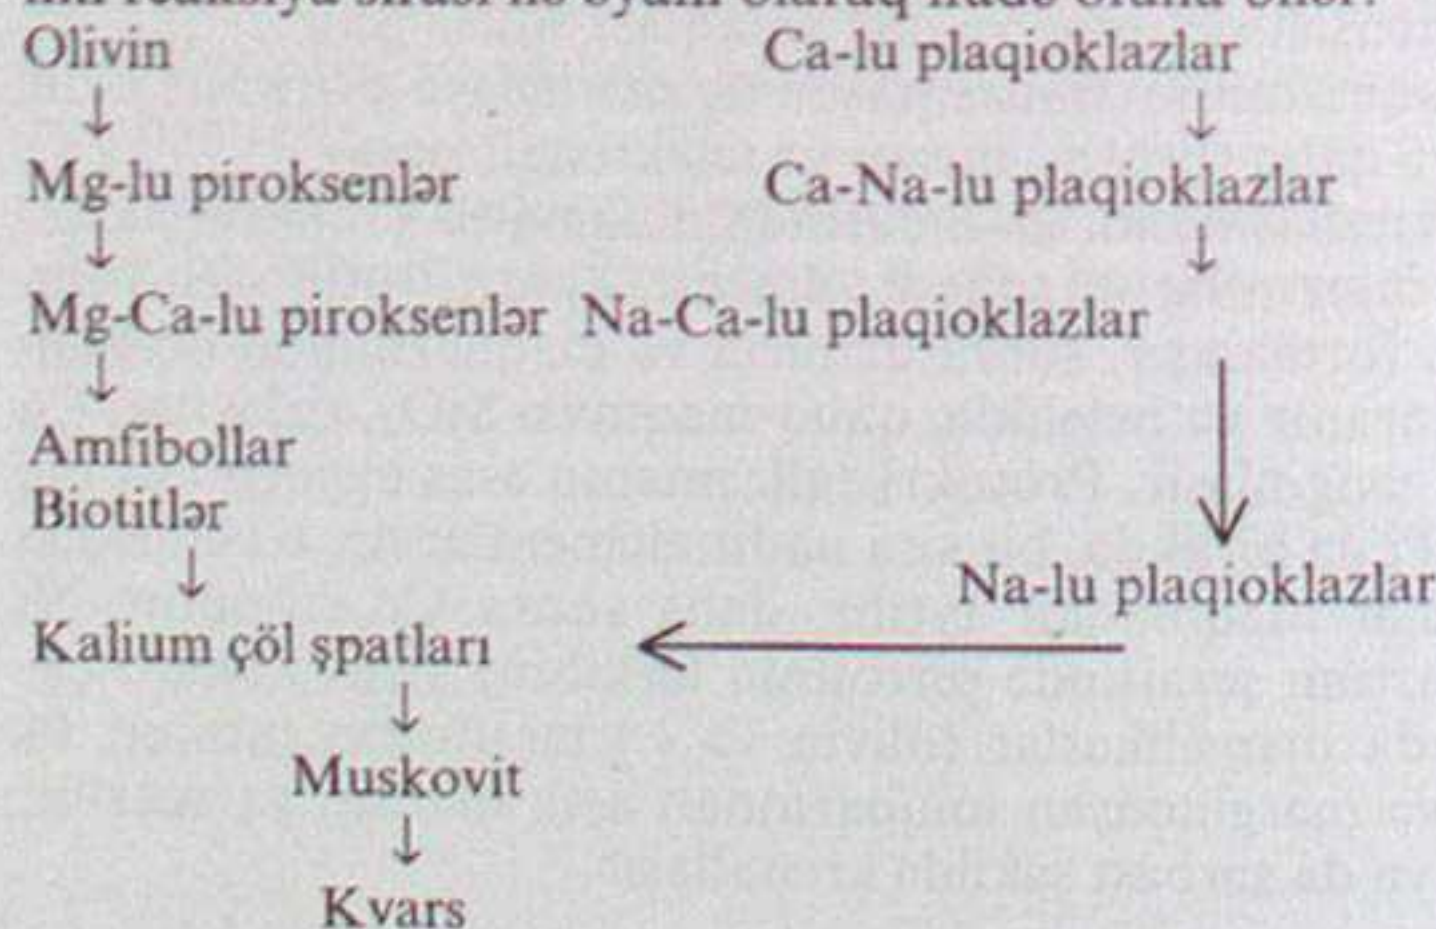 Olivin Ca-lu plaqioklazlar
↓ ↓
Mg-lu piroksenlər Ca-Na-lu plaqioklazlar
↓ ↓
Mg-Ca-lu piroksenlər Na-Ca-lu plaqioklazlar
↓ ↓
Amfibollar
Biotitlər
↓
Na-lu plaqioklazlar
Kalium çöl şpatları ←
↓
Muskovit
↓
Kvars